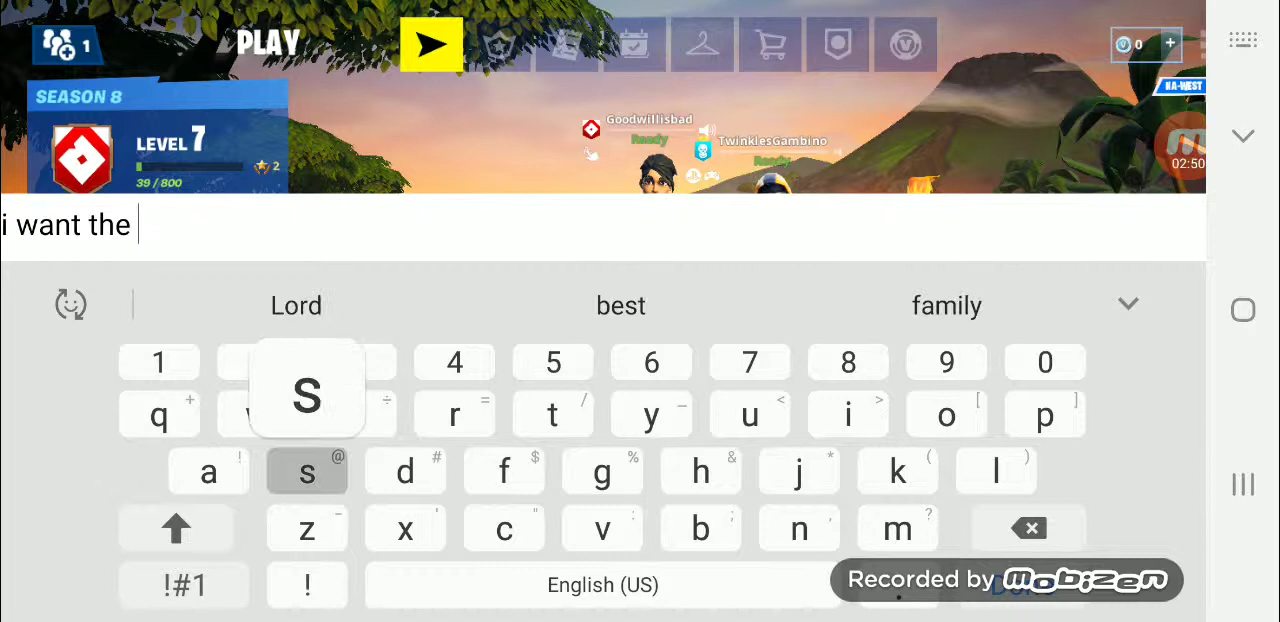 1
PLAY
0 +
SEASON 8
NA-WEST
LEVEL 7
2
39 / 800
Goodwillisbad
Ready
TwinklesGambino
Ready
02:50
i want the
Lord best family
1 4 5 6 7 8 9 0
s
q + ÷ r = t / y _ u < i > o [ p ]
a ! s @ d # f $ g % h & j * k ( l )
z - x ' c " v : b ; n , m ?
!#1 ! English (US) .
Recorded by mobizen